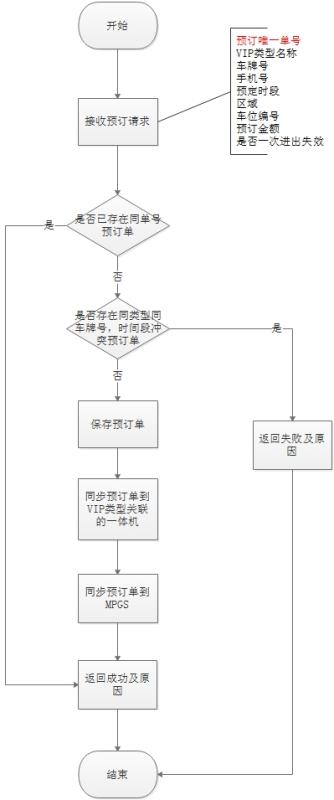 开始
接收预订请求
预订唯一单号
VIP类型名称
车牌号
手机号
预定时段
区域
车位编号
预订金额
是否一次进出失效
是否已存在同单号
预订单
是
否
是否存在同类型同
车牌号，时间段冲
突预订单
是
否
保存预订单
返回失败及原
因
同步预订单到
VIP类型关联
的一体机
同步预订单到
MPGS
返回成功及原
因
结束